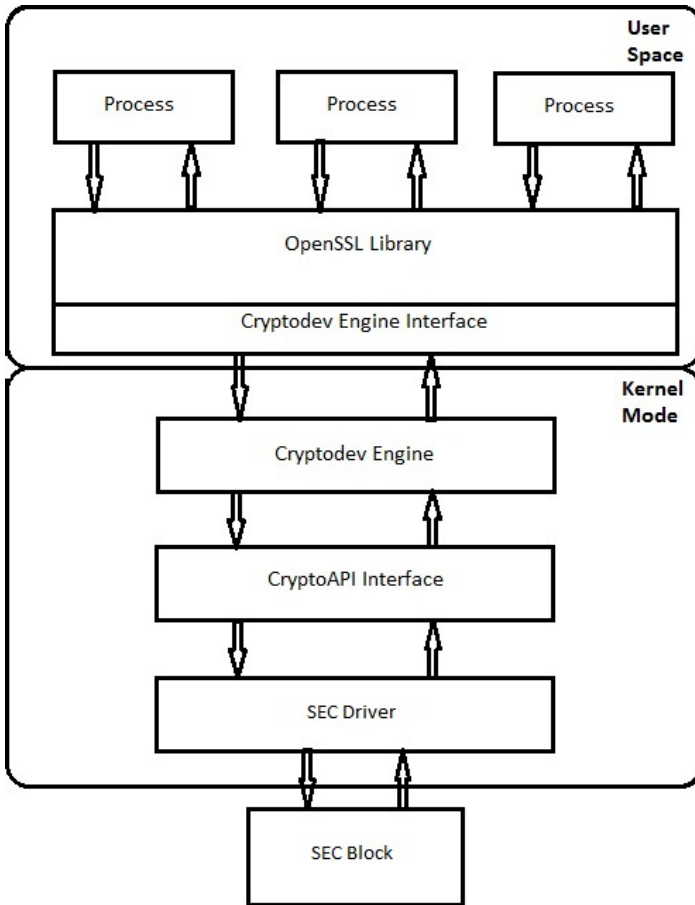 User
Space
Process
Process
Process
OpenSSL Library
Cryptodev Engine Interface
Kernel
Mode
Cryptodev Engine
CryptoAPI Interface
SEC Driver
SEC Block